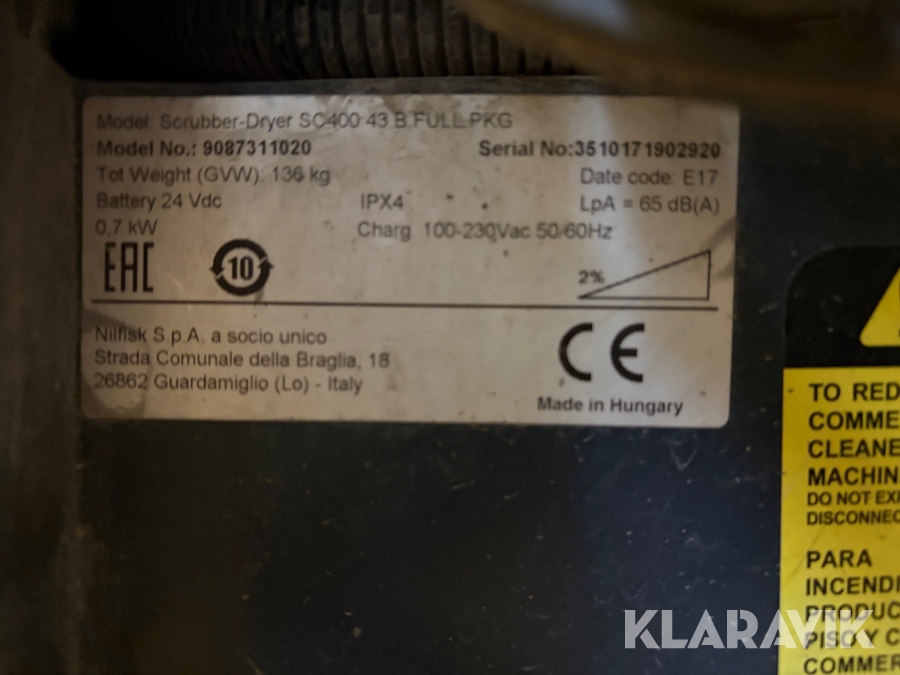 Model: Scrubber-Dryer SC400 43 B FULL PKG
Model No.: 9087311020 Serial No:3510171902920
Tot Weight (GVW): 136 kg Date code: E17
Battery 24 Vdc IPX4 LpA = 65 dB(A)
0,7 kW Charg. 100-230Vac 50/60Hz
EAC 10 2%
Nilfisk S.p.A. a socio unico
Strada Comunale della Braglia, 18
26862 Guardamiglio (Lo) - Italy
CE
Made in Hungary
TO RED
COMME
CLEANE
MACHIN
DO NOT EX
DISCONNEC
PARA
INCENDI
PRODUC
PISO Y C
COMMER
KLARAVIK